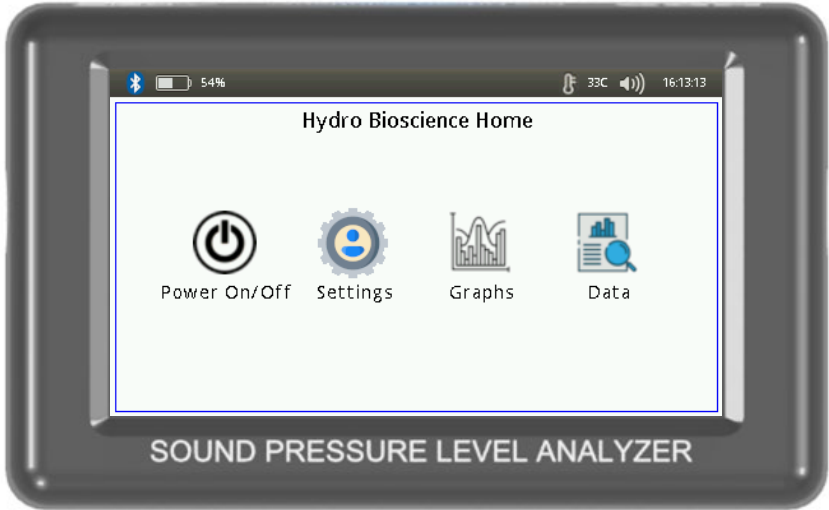 54%
33C
16:13:13
Hydro Bioscience Home
Power On/Off
Settings
Graphs
Data
SOUND PRESSURE LEVEL ANALYZER